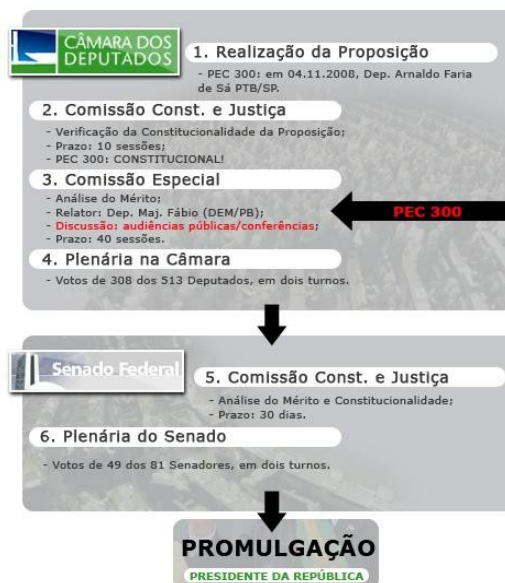 CÂMARA DOS
DEPUTADOS
1. Realização da Proposição
- PEC 300: em 04.11.2008, Dep. Arnaldo Faria
de Sá PTB/SP.
2. Comissão Const. e Justiça
- Verificação da Constitucionalidade da Proposição;
- Prazo: 10 sessões;
- PEC 300: CONSTITUCIONAL!
3. Comissão Especial
- Análise do Mérito;
- Relator: Dep. Maj. Fábio (DEM/PB);
- Discussão: audiências públicas/conferências;
- Prazo: 40 sessões.
PEC 300
4. Plenária na Câmara
- Votos de 308 dos 513 Deputados, em dois turnos.
Senado Federal
5. Comissão Const. e Justiça
- Análise do Mérito e Constitucionalidade;
- Prazo: 30 dias.
6. Plenária do Senado
- Votos de 49 dos 81 Senadores, em dois turnos.
PROMULGAÇÃO
PRESIDENTE DA REPÚBLICA